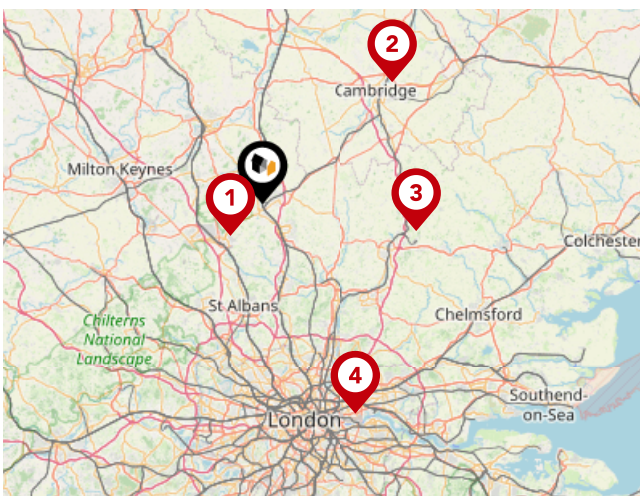 2
Cambridge
Milton Keynes
1
3
Colchester
St Albans
Chilterns
National
Landscape
Chelmsford
4
London
Southend-
on-Sea